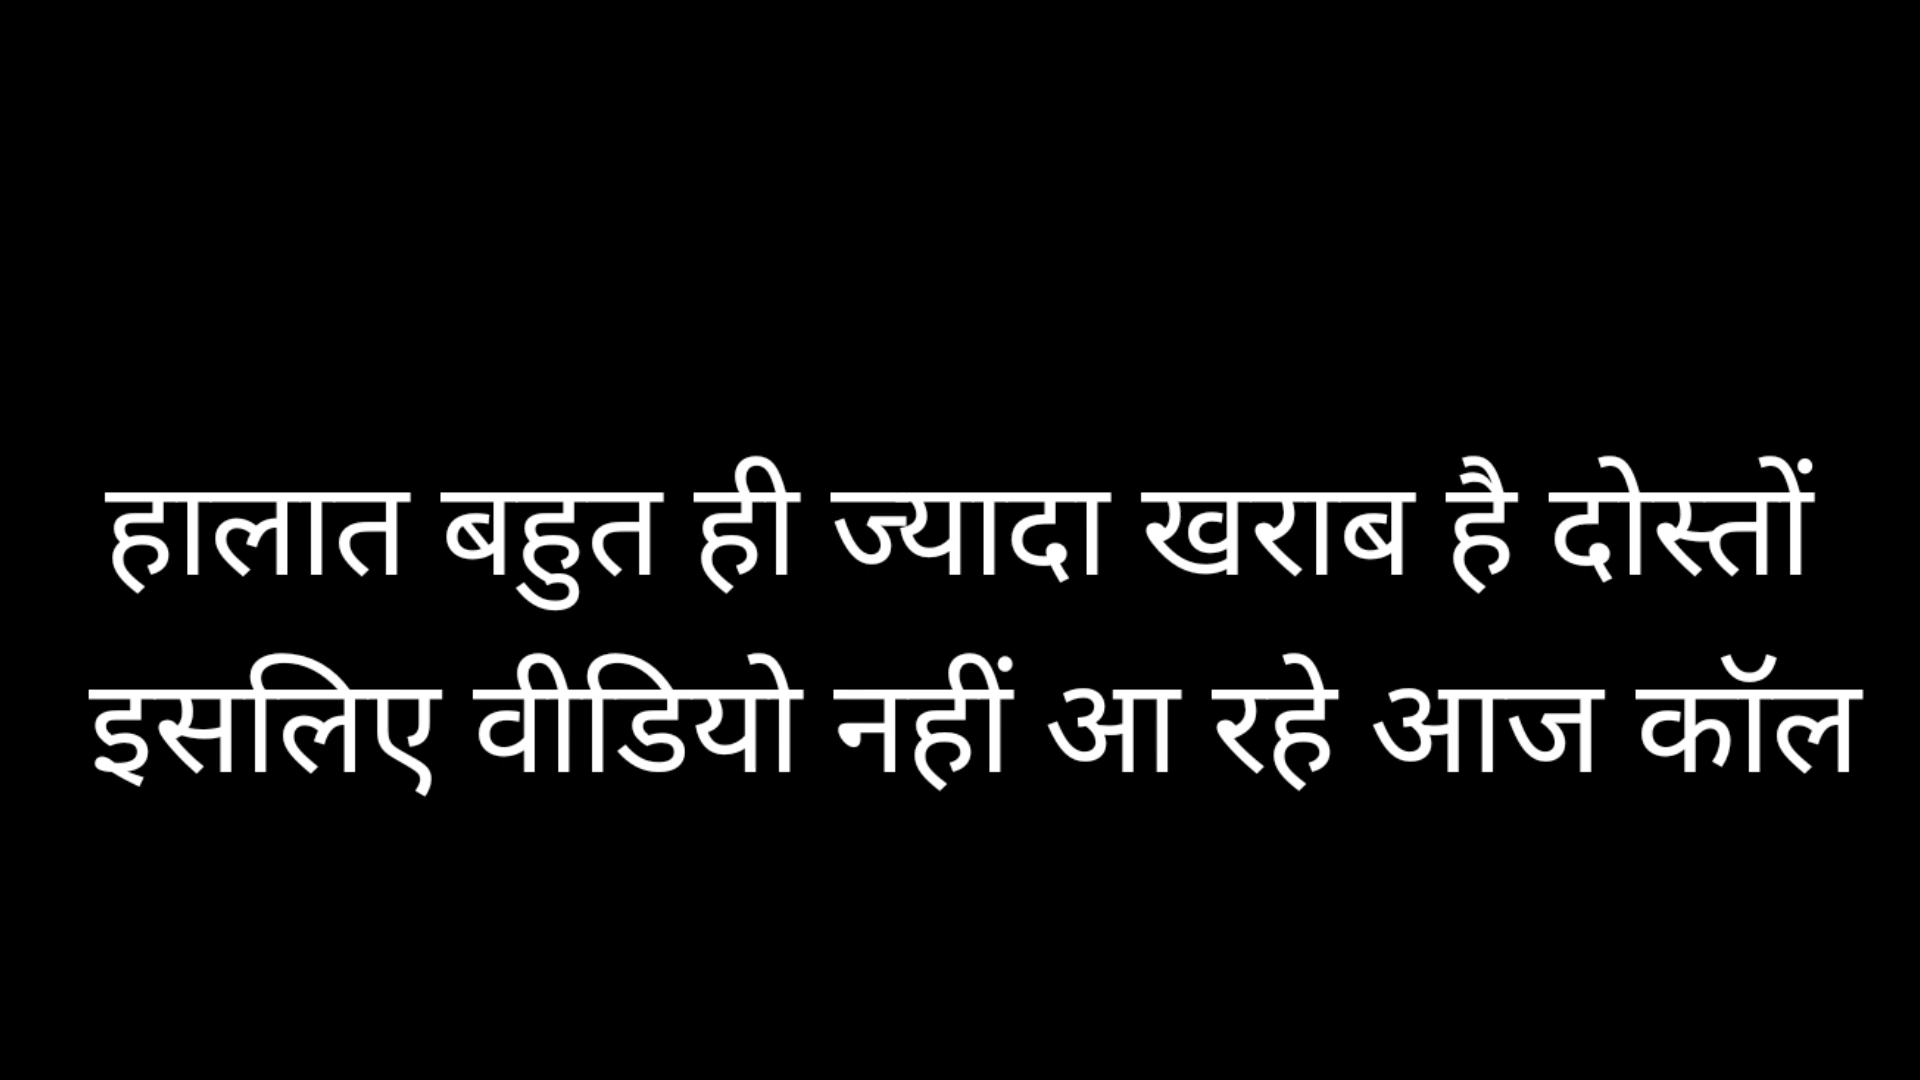 हालात बहुत ही ज्यादा खराब है दोस्तों
इसलिए वीडियो नहीं आ रहे आज कॉल